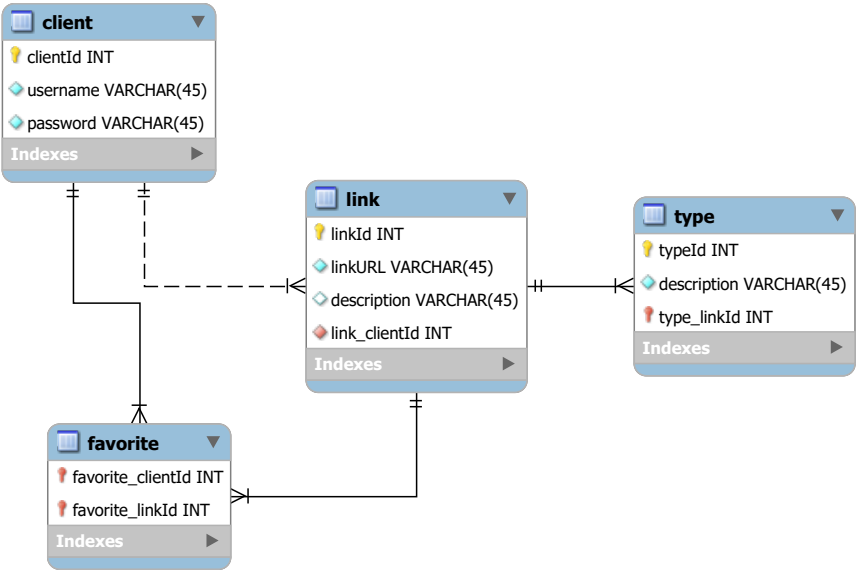 client
clientId INT
username VARCHAR(45)
password VARCHAR(45)
Indexes
link
linkId INT
linkURL VARCHAR(45)
description VARCHAR(45)
link_clientId INT
Indexes
type
typeId INT
description VARCHAR(45)
type_linkId INT
Indexes
favorite
favorite_clientId INT
favorite_linkId INT
Indexes